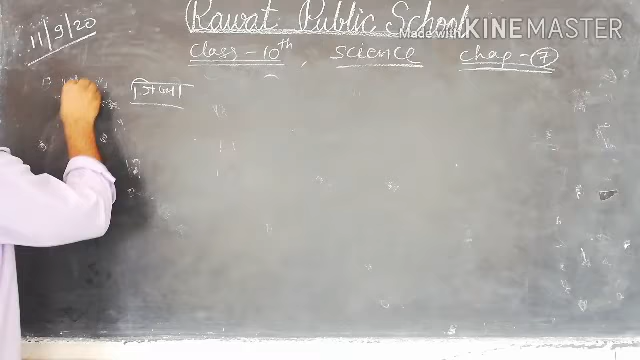 Rawat Public School
Made with KINEMASTER
11/9/20
Class - 10th, Science Chap - 7